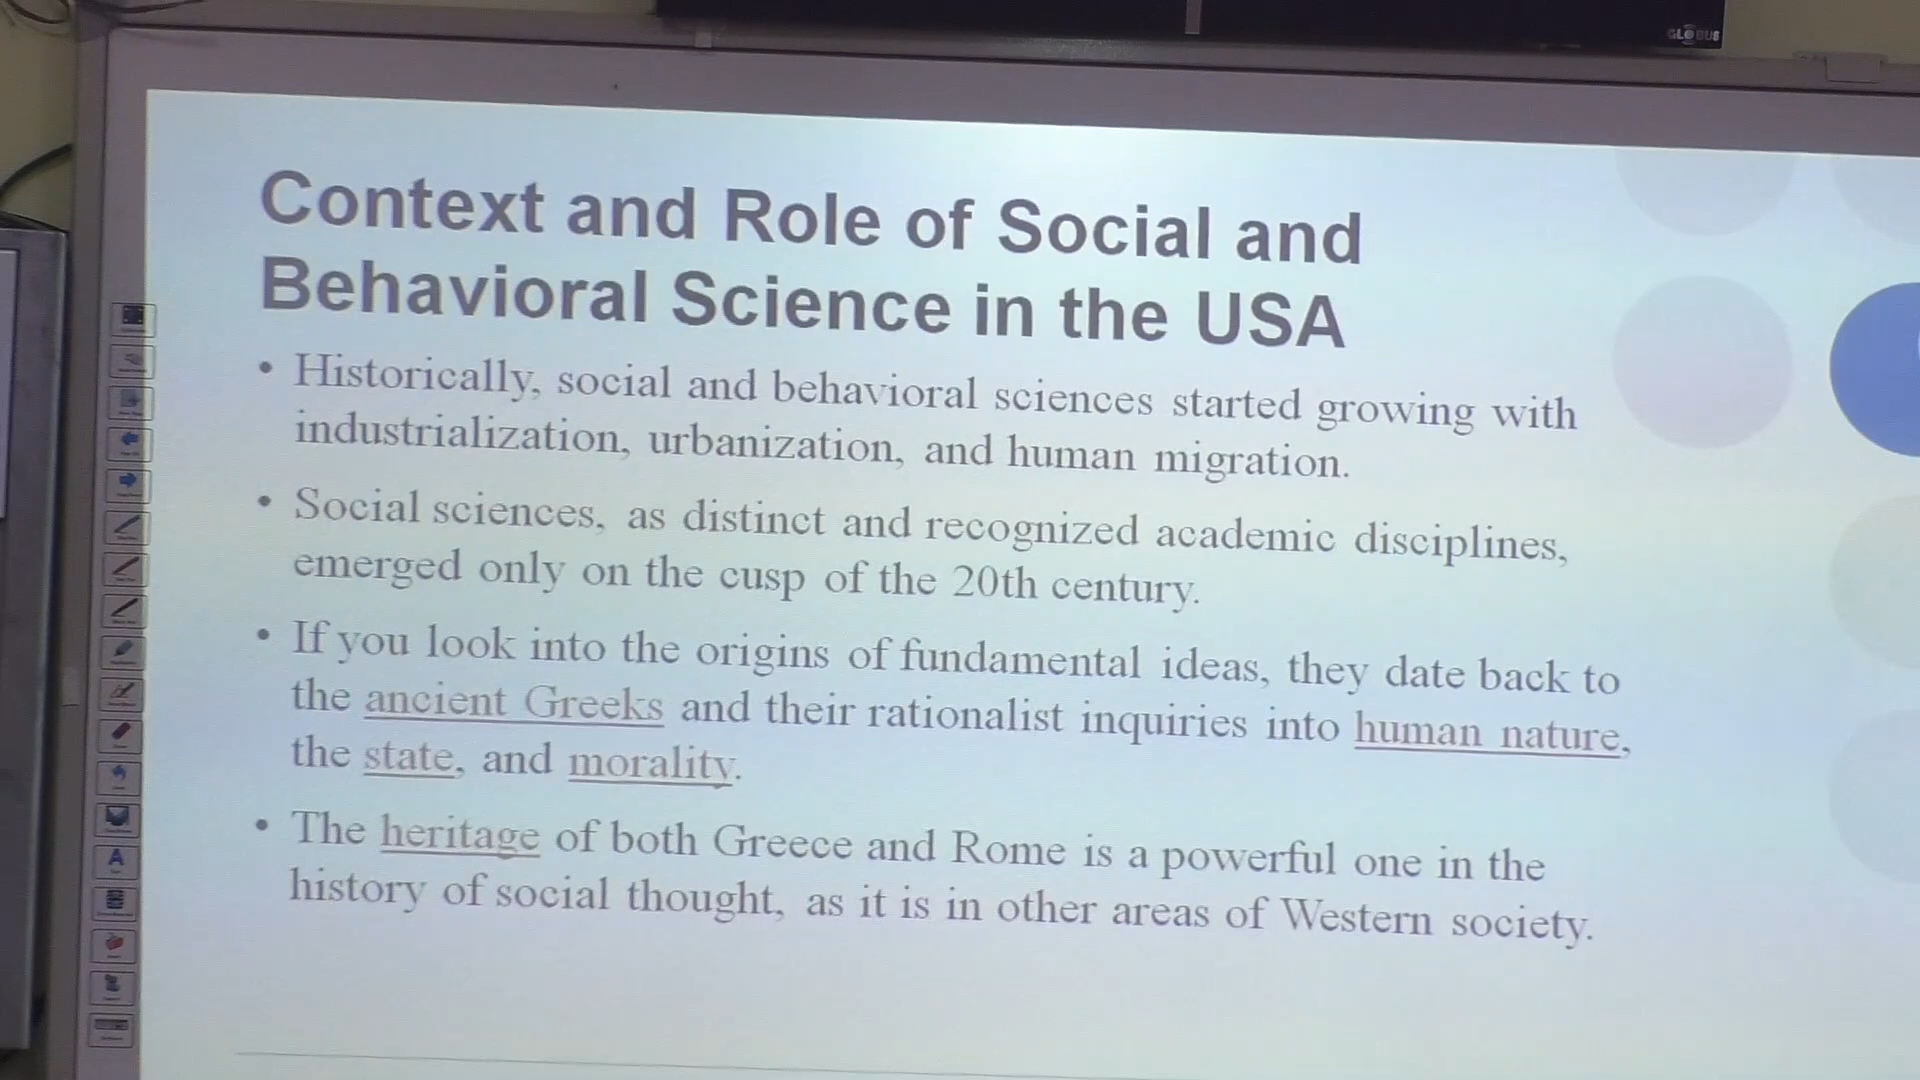 GLOBUS
Context and Role of Social and
Behavioral Science in the USA
• Historically, social and behavioral sciences started growing with
industrialization, urbanization, and human migration.
• Social sciences, as distinct and recognized academic disciplines,
emerged only on the cusp of the 20th century.
• If you look into the origins of fundamental ideas, they date back to
the ancient Greeks and their rationalist inquiries into human nature,
the state, and morality.
• The heritage of both Greece and Rome is a powerful one in the
history of social thought, as it is in other areas of Western society.